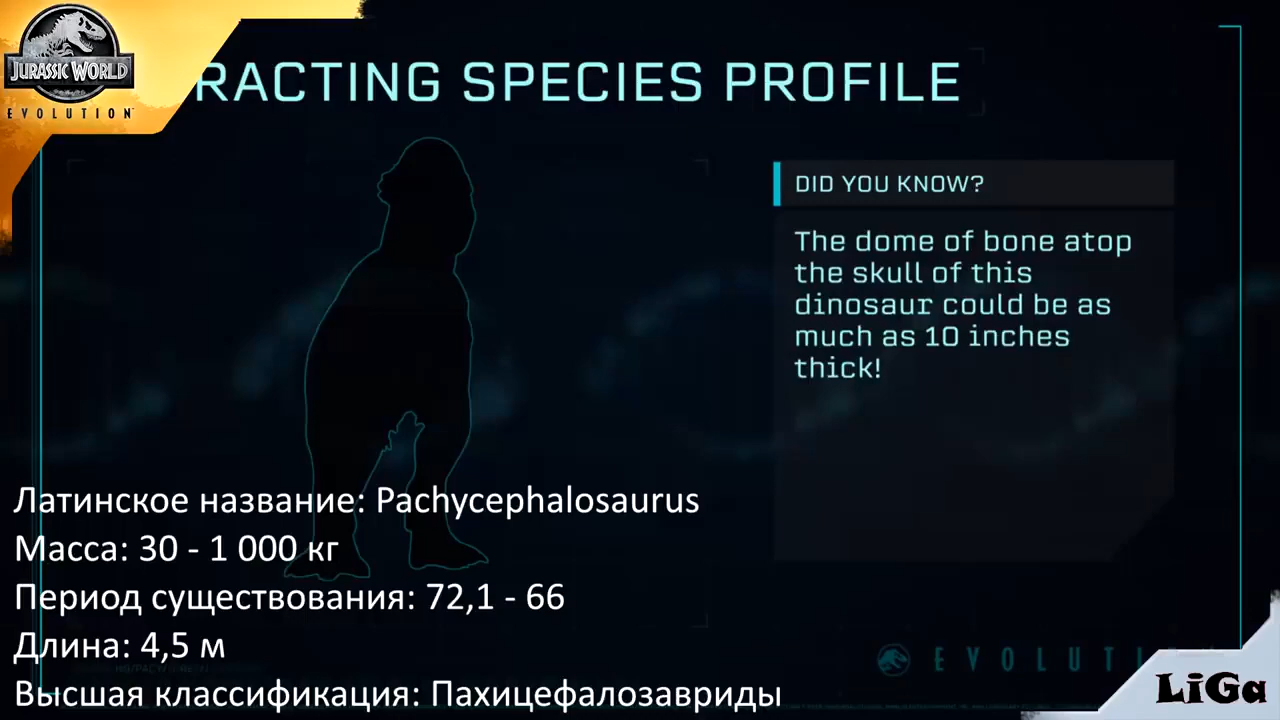 JURASSIC WORLD
EVOLUTION
RACTING SPECIES PROFILE
DID YOU KNOW?
The dome of bone atop
the skull of this
dinosaur could be as
much as 10 inches
thick!
Латинское название: Pachycephalosaurus
Масса: 30 - 1 000 кг
Период существования: 72,1 - 66
Длина: 4,5 м
Высшая классификация: Пахицефалозавриды
EVOLUTI
LiGa